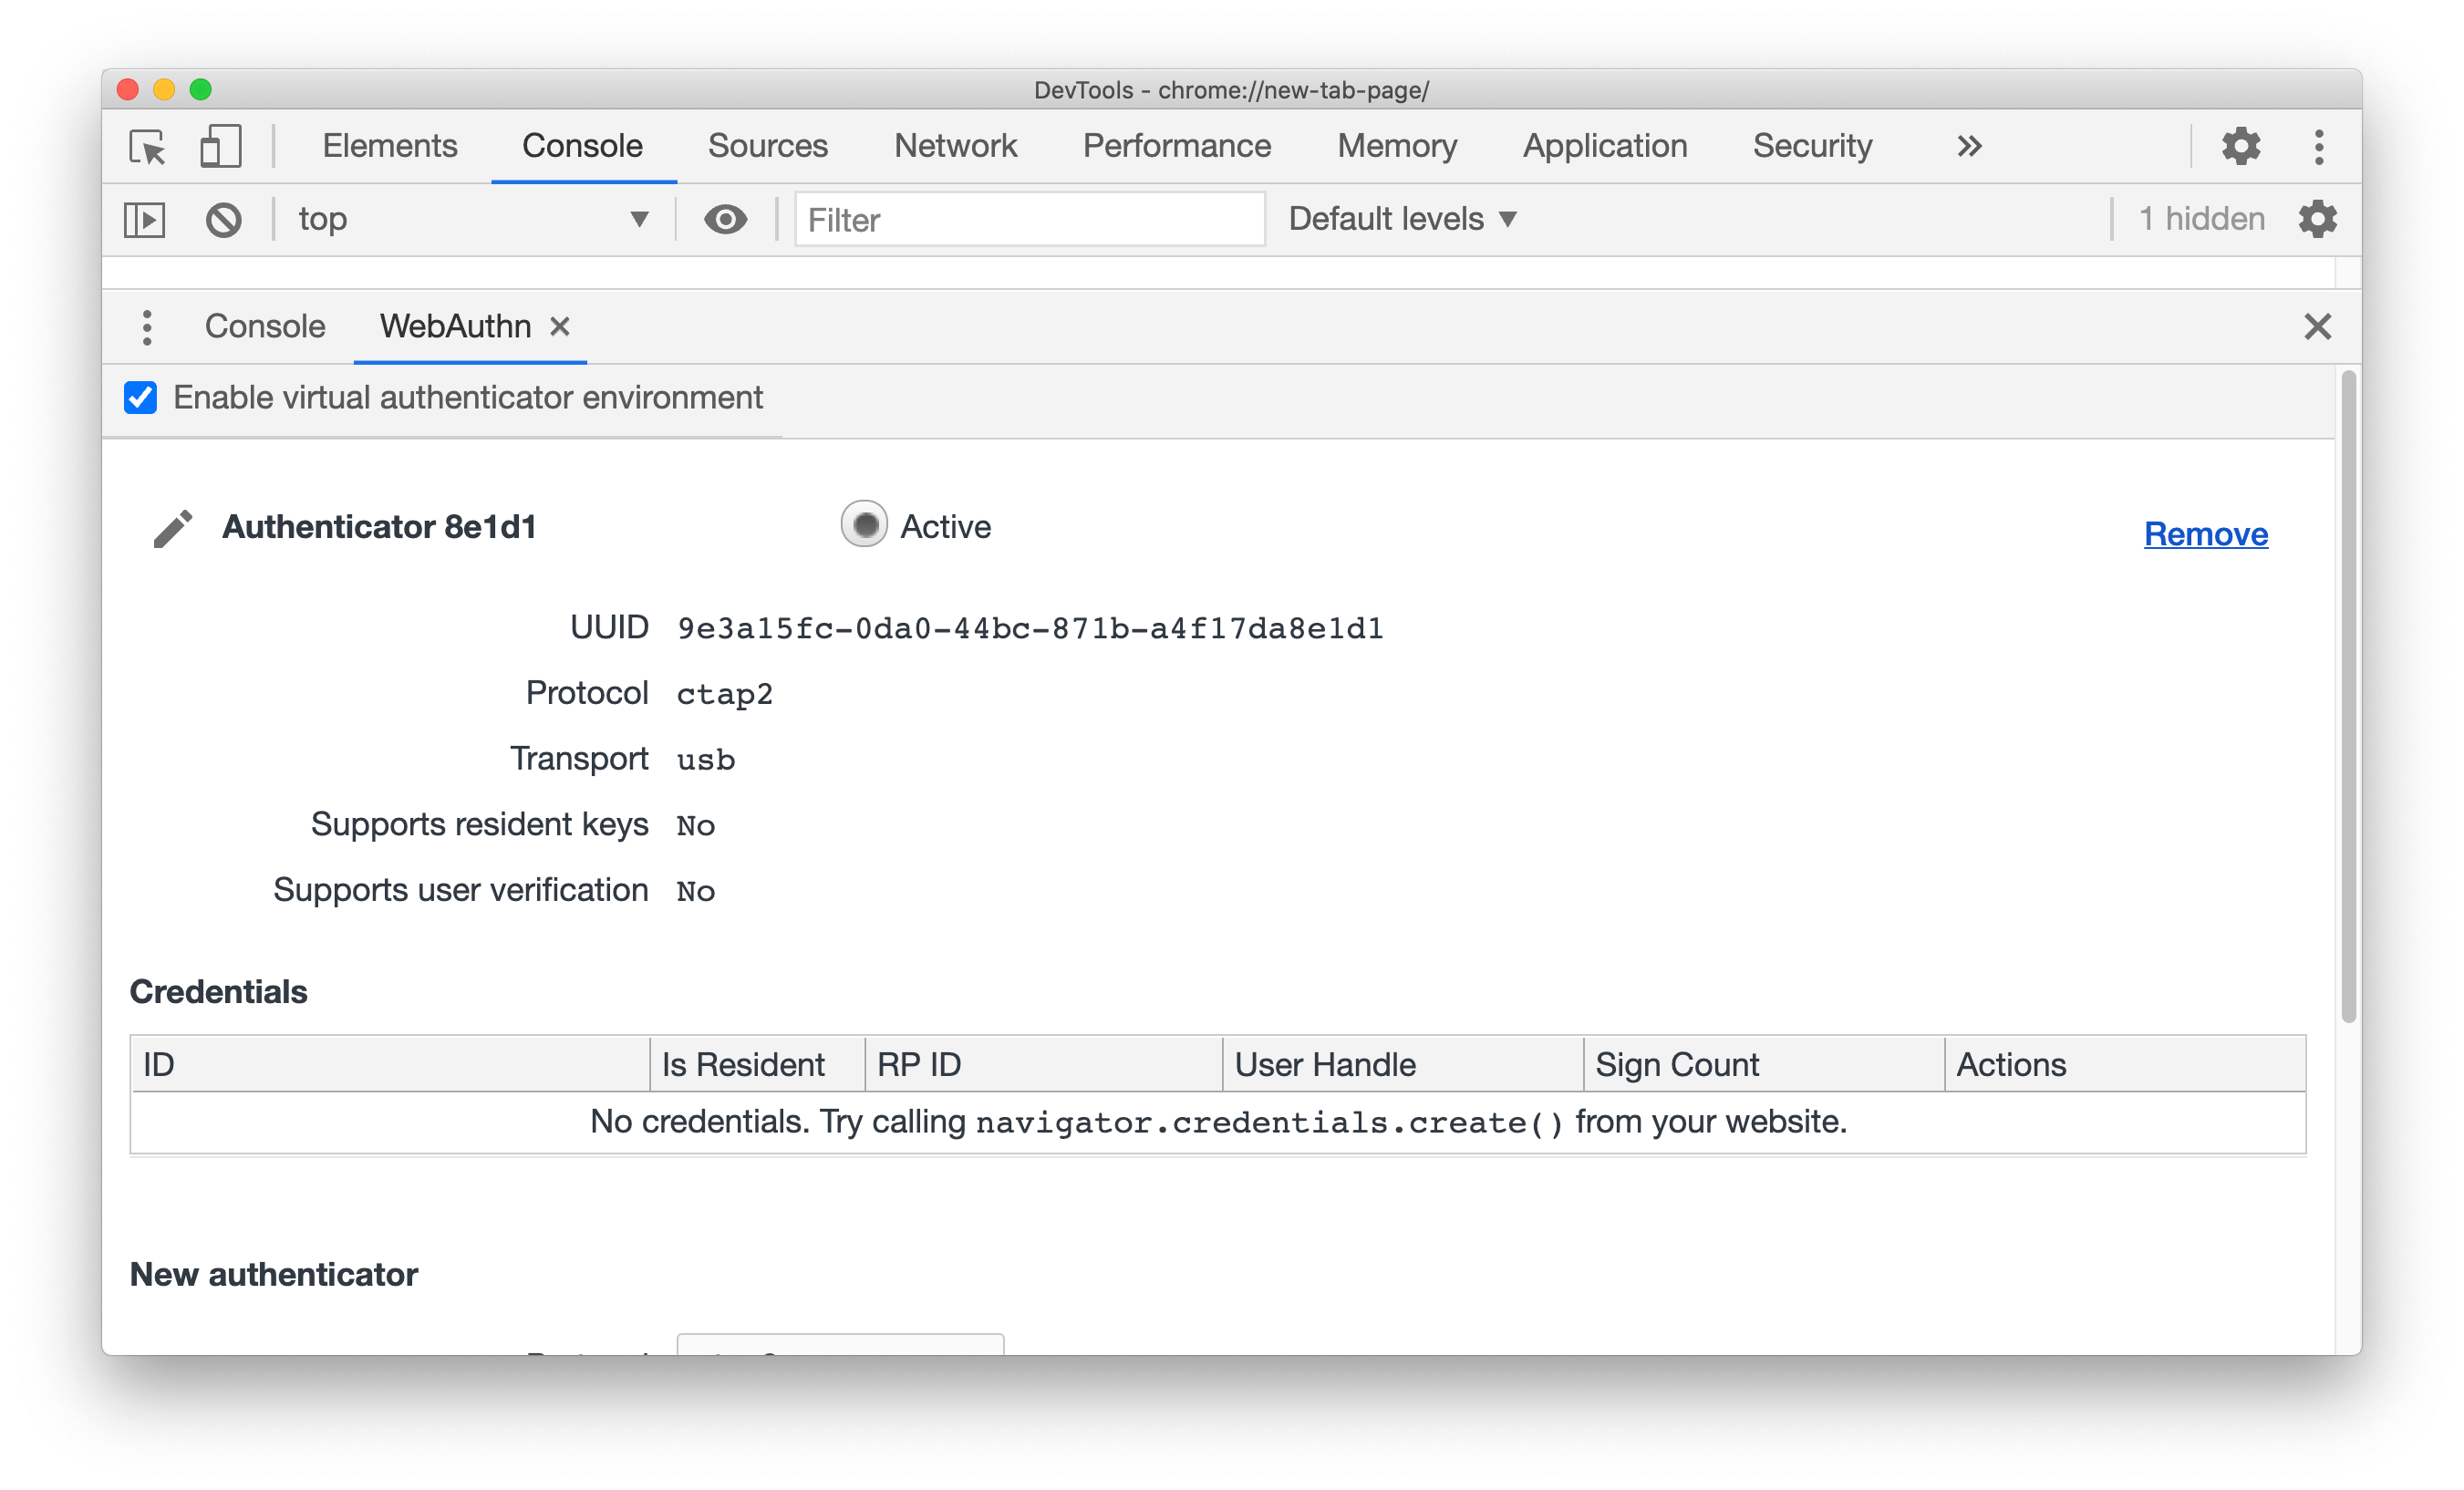 DevTools - chrome://new-tab-page/
Elements Console Sources Network Performance Memory Application Security »
top ▼ Filter Default levels ▼ 1 hidden
Console WebAuthn
Enable virtual authenticator environment
Authenticator 8e1d1 Active Remove
UUID 9e3a15fc-0da0-44bc-871b-a4f17da8e1d1
Protocol ctap2
Transport usb
Supports resident keys No
Supports user verification No
Credentials
ID Is Resident RP ID User Handle Sign Count Actions
No credentials. Try calling navigator.credentials.create() from your website.
New authenticator